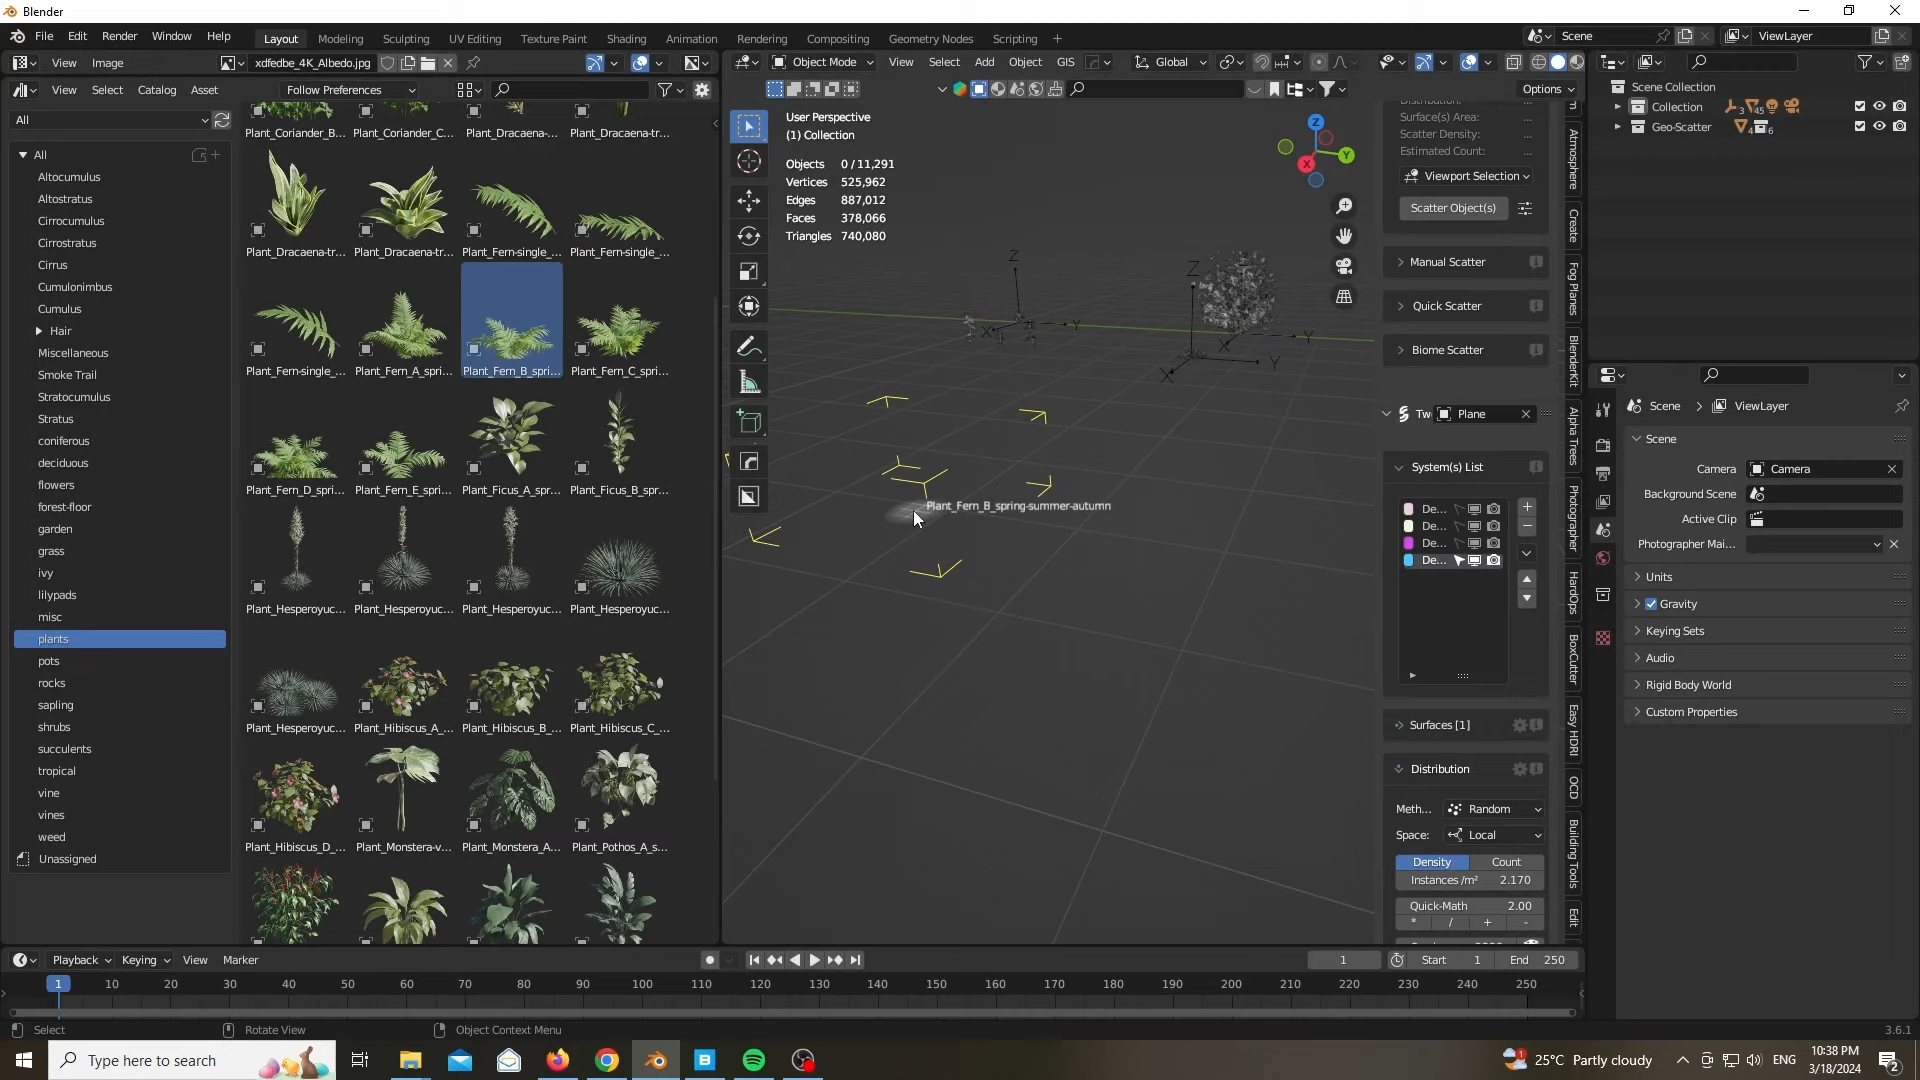 Blender
File Edit Render Window Help Layout Modeling Sculpting UV Editing Texture Paint Shading Animation Rendering Compositing Geometry Nodes Scripting + Scene ViewLayer
View Image xdfedbe_4K_Albedo.jpg Object Mode View Select Add Object GIS Global
View Select Catalog Asset Follow Preferences Options
All
All
Altocumulus
Altostratus
Cirrocumulus
Cirrostratus
Cirrus
Cumulonimbus
Cumulus
Hair
Miscellaneous
Smoke Trail
Stratocumulus
Stratus
coniferous
deciduous
flowers
forest-floor
garden
grass
ivy
lilypads
misc
plants
pots
rocks
sapling
shrubs
succulents
tropical
vine
vines
weed
Unassigned
Plant_Coriander_B... Plant_Coriander_C... Plant_Dracaena-... Plant_Dracaena-tr...
Plant_Dracaena-tr... Plant_Dracaena-tr... Plant_Fern-single_... Plant_Fern-single_...
Plant_Fern-single_... Plant_Fern_A_spri... Plant_Fern_B_spri... Plant_Fern_C_spri...
Plant_Fern_D_spri... Plant_Fern_E_spri... Plant_Ficus_A_spr... Plant_Ficus_B_spr...
Plant_Hesperoyuc... Plant_Hesperoyuc... Plant_Hesperoyuc... Plant_Hesperoyuc...
Plant_Hesperoyuc... Plant_Hibiscus_A_... Plant_Hibiscus_B_... Plant_Hibiscus_C_...
Plant_Hibiscus_D_... Plant_Monstera-v... Plant_Monstera_A... Plant_Pothos_A_s...
User Perspective
(1) Collection
Objects 0 / 11,291
Vertices 525,962
Edges 887,012
Faces 378,066
Triangles 740,080
Z
Y
X
Z
X
Y
Z
Y
X
Y
X
Plant_Fern_B_spring-summer-autumn
Surface(s) Area: ...
Scatter Density: ...
Estimated Count: ...
Viewport Selection
Scatter Object(s)
Manual Scatter
Quick Scatter
Biome Scatter
Tw Plane
System(s) List
De...
De...
De...
De...
Surfaces [1]
Distribution
Meth... Random
Space: Local
Density Count
Instances /m² 2.170
Quick-Math 2.00
* / + -
Atmosphere
Create
Fog Planes
BlenderKit
Alpha Trees
Photographer
HardOps
BoxCutter
Easy HDRI
OCD
Building Tools
Edit
Scene Collection
Collection 3 45
Geo-Scatter 4 6
Scene > ViewLayer
Scene
Camera Camera
Background Scene
Active Clip
Photographer Mai...
Units
Gravity
Keying Sets
Audio
Rigid Body World
Custom Properties
Playback Keying View Marker 1 Start 1 End 250
1 10 20 30 40 50 60 70 80 90 100 110 120 130 140 150 160 170 180 190 200 210 220 230 240 250
Select Rotate View Object Context Menu 3.6.1
Type here to search 25°C Partly cloudy ENG 10:38 PM
3/18/2024